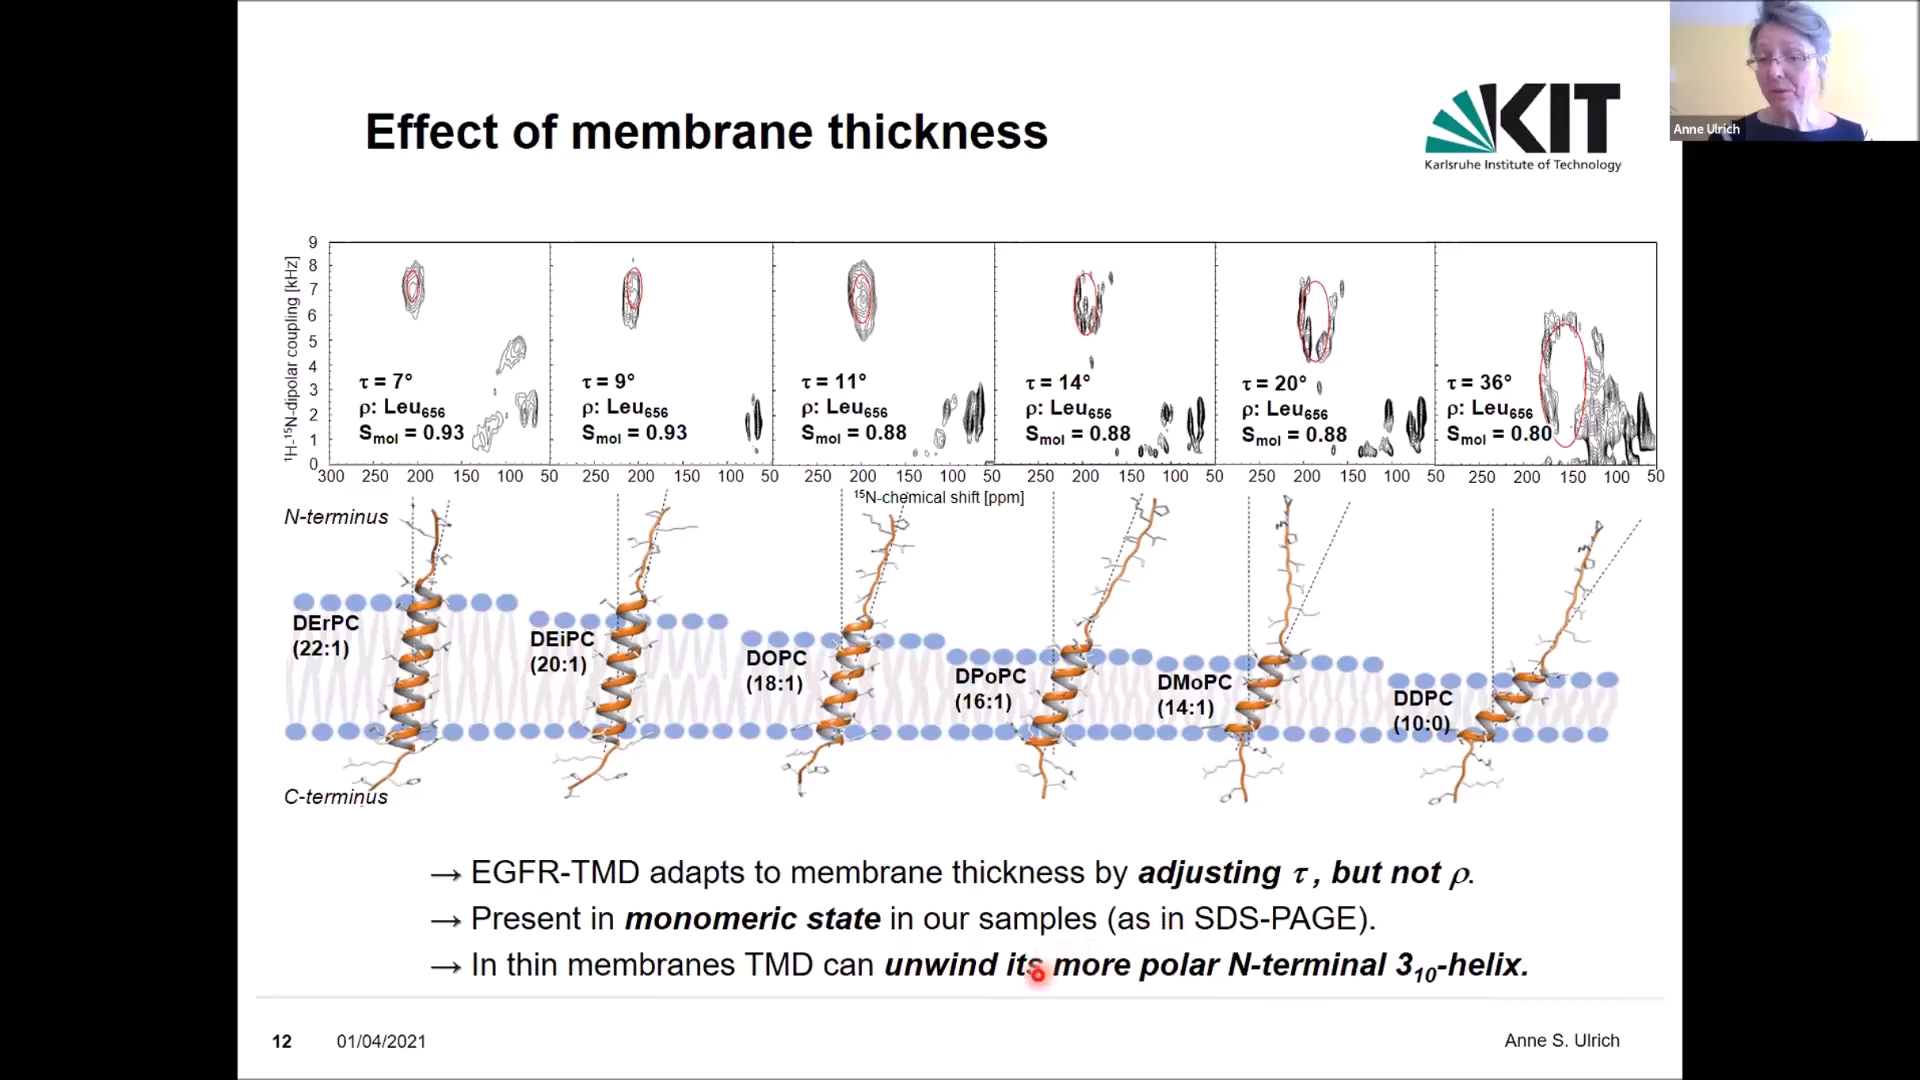 Effect of membrane thickness
KIT
Karlsruhe Institute of Technology
Anne Ulrich
¹H-¹⁵N-dipolar coupling [kHz]
9
8
7
6
5
4
3
2
1
0
τ = 7°
ρ: Leu₆₅₆
Sₘₒₗ = 0.93
τ = 9°
ρ: Leu₆₅₆
Sₘₒₗ = 0.93
τ = 11°
ρ: Leu₆₅₆
Sₘₒₗ = 0.88
τ = 14°
ρ: Leu₆₅₆
Sₘₒₗ = 0.88
τ = 20°
ρ: Leu₆₅₆
Sₘₒₗ = 0.88
τ = 36°
ρ: Leu₆₅₆
Sₘₒₗ = 0.80
300 250 200 150 100 50 250 200 150 100 50 250 200 150 100 50 250 200 150 100 50 250 200 150 100 50 250 200 150 100 50
¹⁵N-chemical shift [ppm]
N-terminus
DErPC
(22:1)
DEiPC
(20:1)
DOPC
(18:1)
DPoPC
(16:1)
DMoPC
(14:1)
DDPC
(10:0)
C-terminus
→ EGFR-TMD adapts to membrane thickness by adjusting τ , but not ρ.
→ Present in monomeric state in our samples (as in SDS-PAGE).
→ In thin membranes TMD can unwind its more polar N-terminal 3₁₀-helix.
12 01/04/2021 Anne S. Ulrich